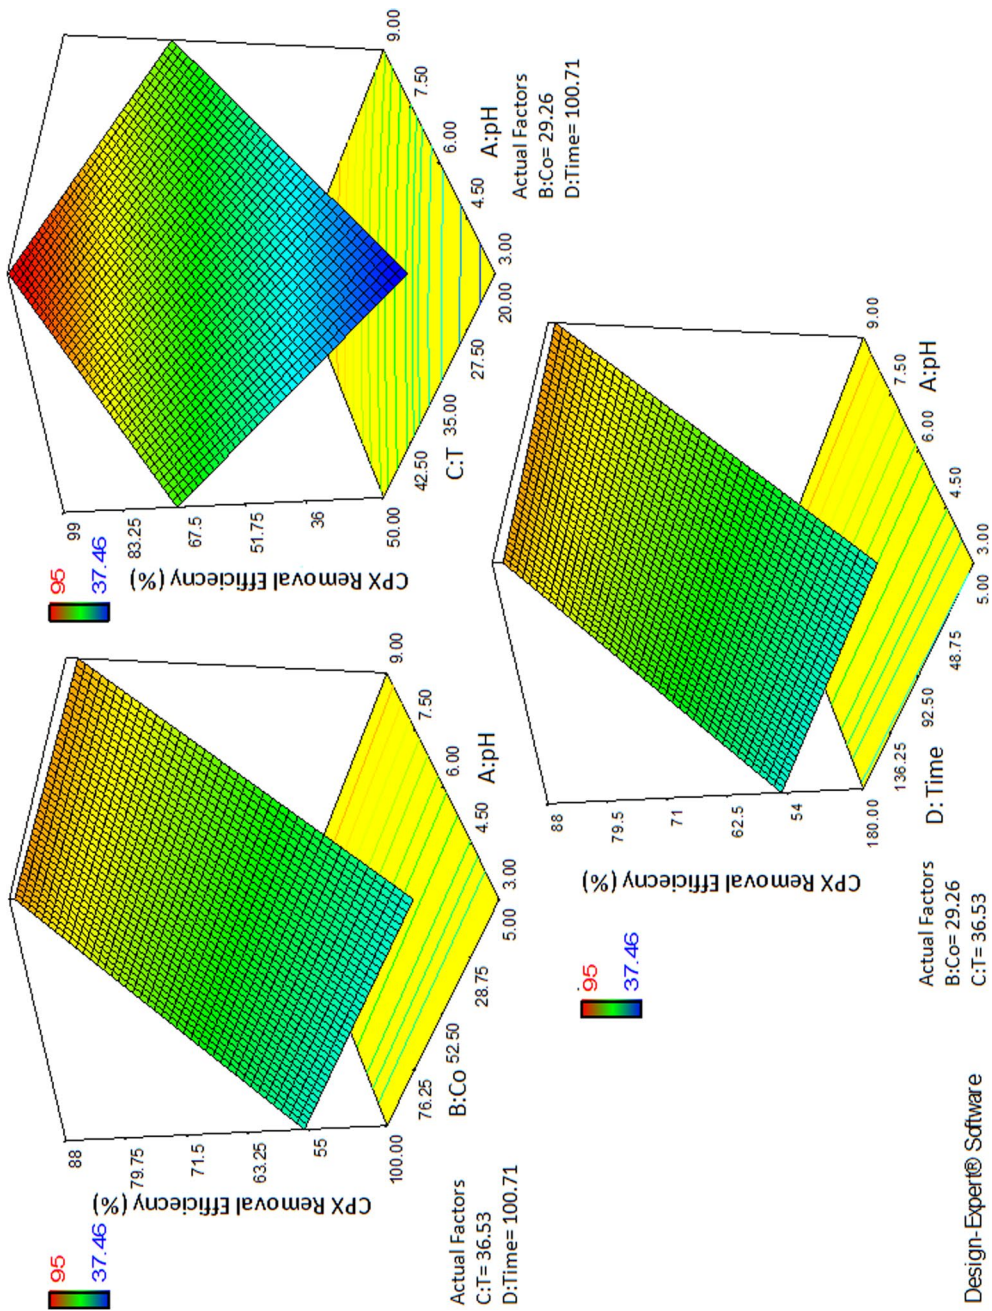 95
37.46
Actual Factors
C:T= 36.53
D:Time= 100.71
CPX Removal Efficiecny (%)
88
79.75
71.5
63.25
55
100.00
76.25
52.50
28.75
5.00
B:Co
3.00
4.50
6.00
7.50
9.00
A:pH
95
37.46
CPX Removal Efficiecny (%)
99
83.25
67.5
51.75
36
50.00
42.50
35.00
27.50
20.00
C:T
3.00
4.50
6.00
7.50
9.00
A:pH
Actual Factors
B:Co= 29.26
D:Time= 100.71
95
37.46
Actual Factors
B:Co= 29.26
C:T= 36.53
CPX Removal Efficiecny (%)
88
79.5
71
62.5
54
180.00
136.25
92.50
48.75
5.00
D: Time
3.00
4.50
6.00
7.50
9.00
A:pH
Design-Expert® Software